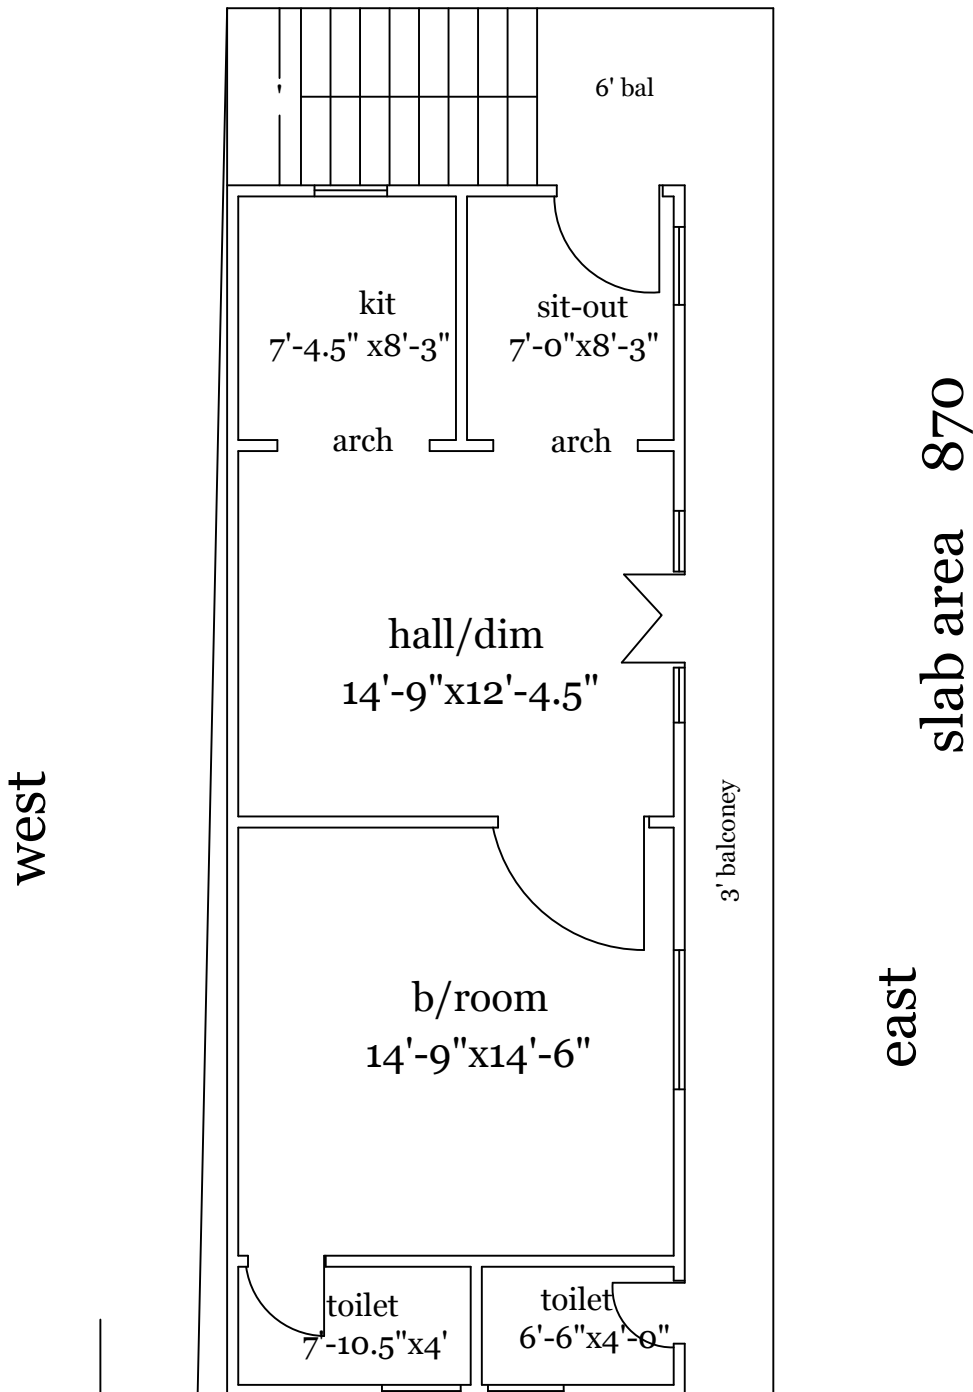 6' bal
kit
7'-4.5" x8'-3"
sit-out
7'-0"x8'-3"
arch
arch
hall/dim
14'-9"x12'-4.5"
west
slab area 870
3' balconey
b/room
14'-9"x14'-6"
east
toilet
7'-10.5"x4'
toilet
6'-6"x4'-0"